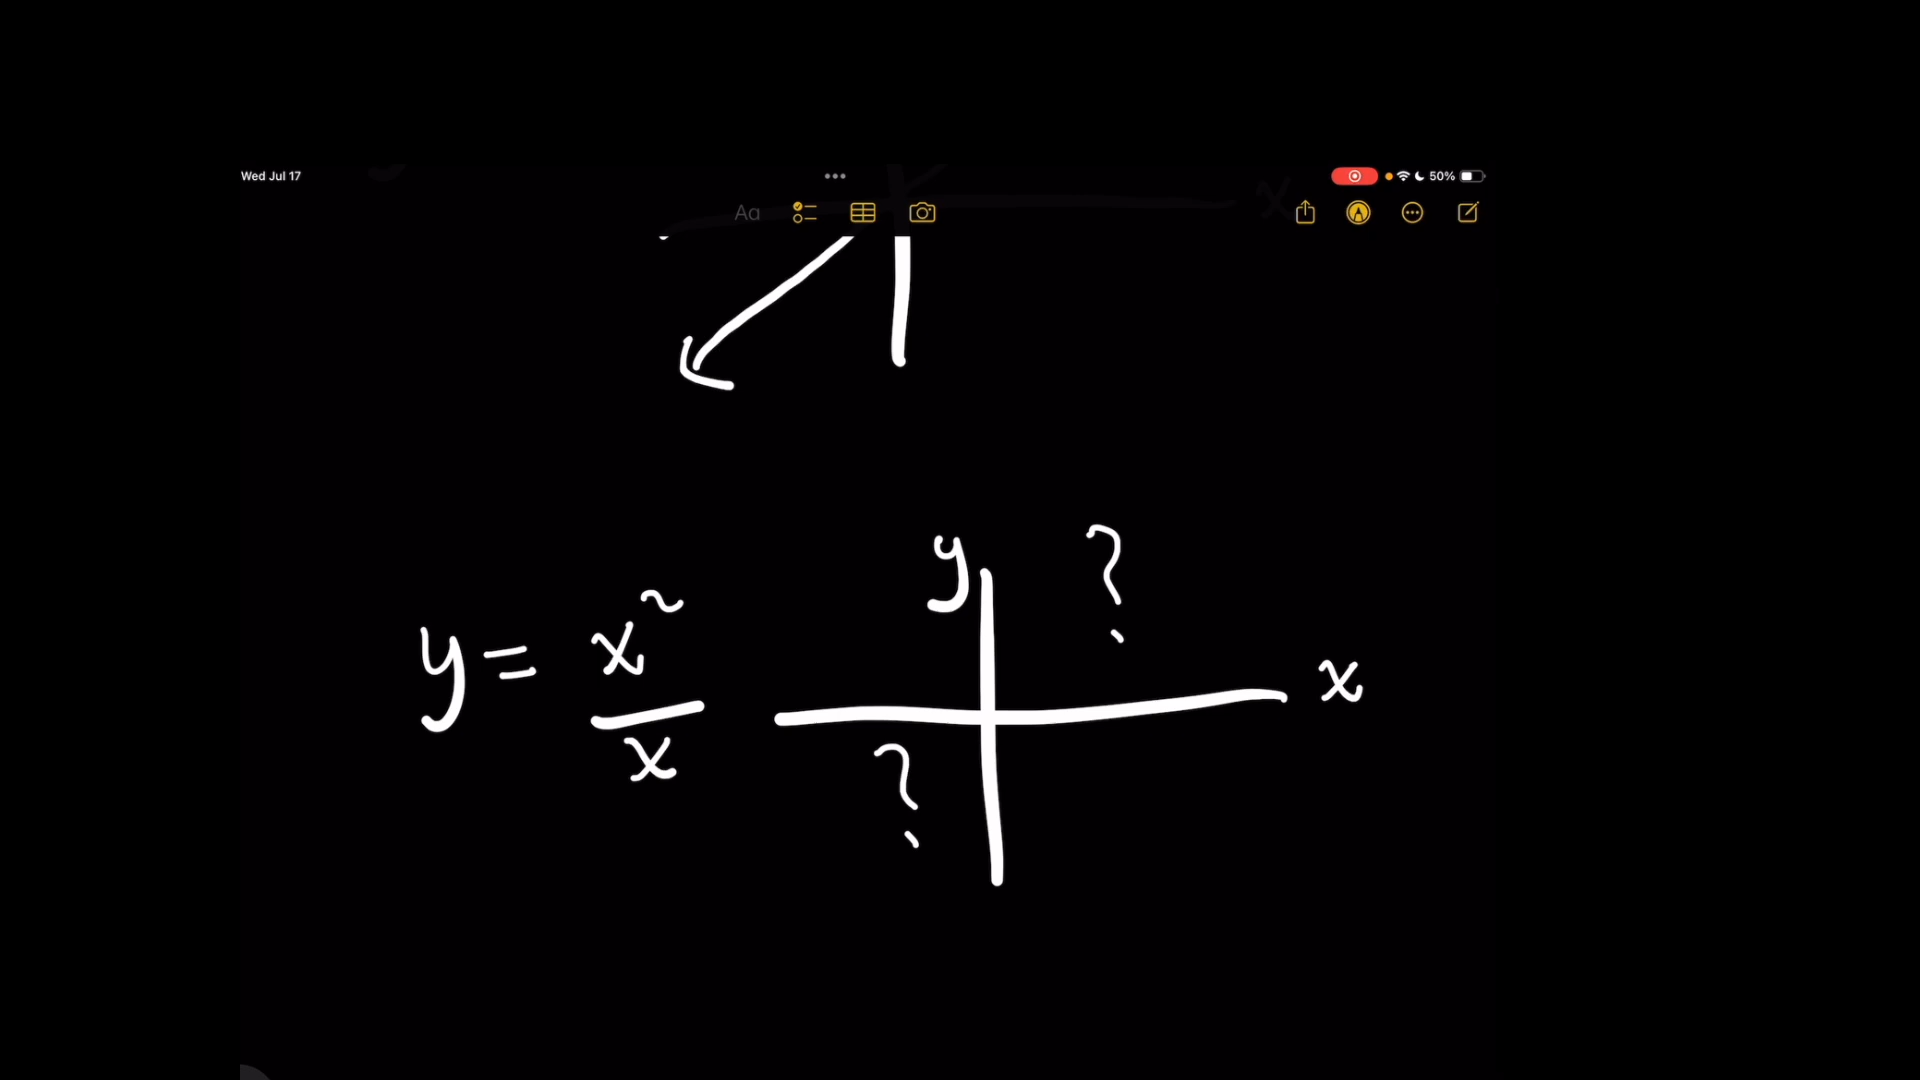 Wed Jul 17
50%
Aa
y
?
y = x²/x
x
?